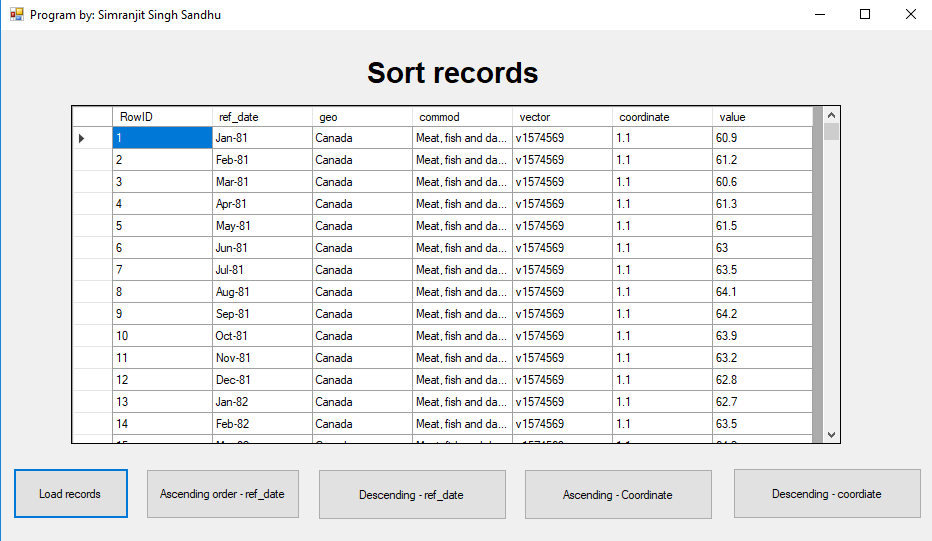 Program by: Simranjit Singh Sandhu
Sort records
RowID ref_date geo commod vector coordinate value
1 Jan-81 Canada Meat, fish and da... v1574569 1.1 60.9
2 Feb-81 Canada Meat, fish and da... v1574569 1.1 61.2
3 Mar-81 Canada Meat, fish and da... v1574569 1.1 60.6
4 Apr-81 Canada Meat, fish and da... v1574569 1.1 61.3
5 May-81 Canada Meat, fish and da... v1574569 1.1 61.5
6 Jun-81 Canada Meat, fish and da... v1574569 1.1 63
7 Jul-81 Canada Meat, fish and da... v1574569 1.1 63.5
8 Aug-81 Canada Meat, fish and da... v1574569 1.1 64.1
9 Sep-81 Canada Meat, fish and da... v1574569 1.1 64.2
10 Oct-81 Canada Meat, fish and da... v1574569 1.1 63.9
11 Nov-81 Canada Meat, fish and da... v1574569 1.1 63.2
12 Dec-81 Canada Meat, fish and da... v1574569 1.1 62.8
13 Jan-82 Canada Meat, fish and da... v1574569 1.1 62.7
14 Feb-82 Canada Meat, fish and da... v1574569 1.1 63.5
Load records
Ascending order - ref_date
Descending - ref_date
Ascending - Coordinate
Descending - coordiate